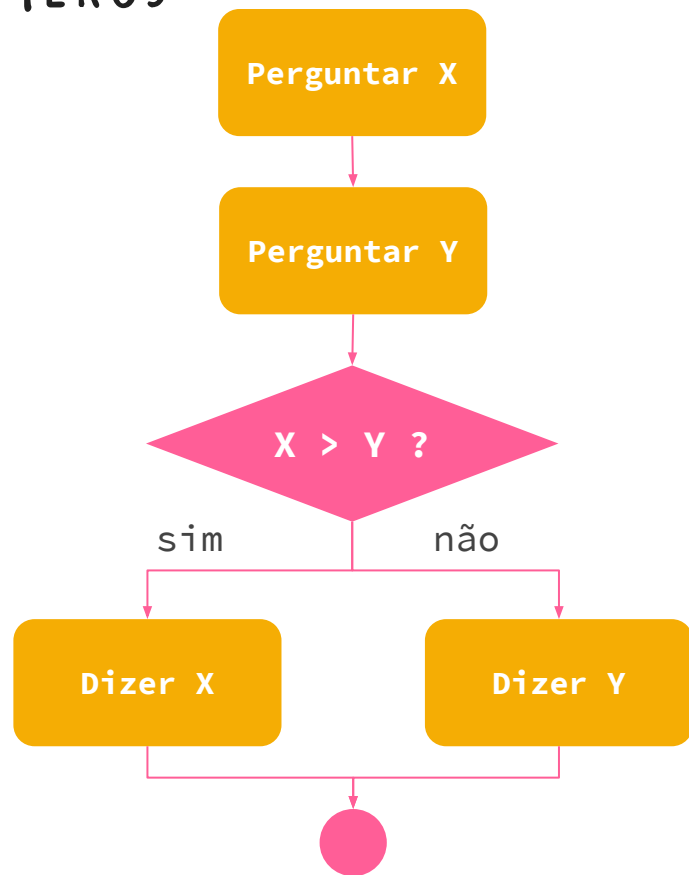 Perguntar X
Perguntar Y
X > Y ?
sim
não
Dizer X
Dizer Y